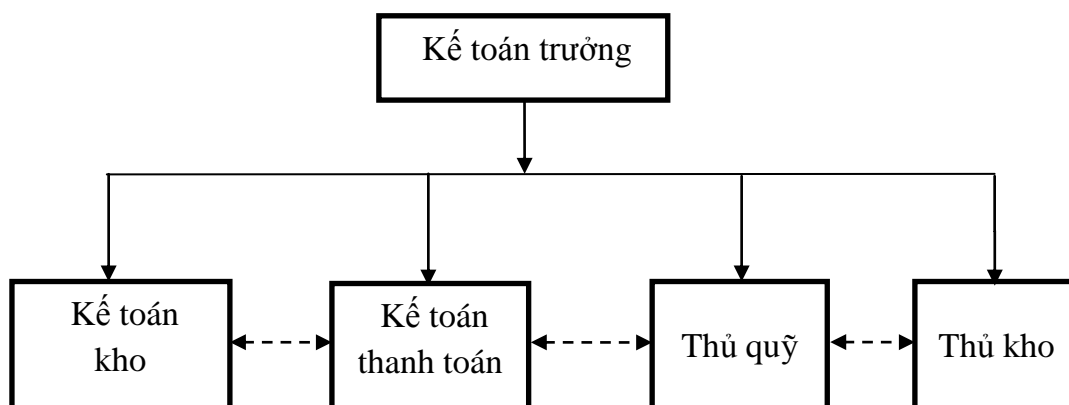 Kế toán trưởng
Kế toán
kho
Kế toán
thanh toán
Thủ quỹ
Thủ kho